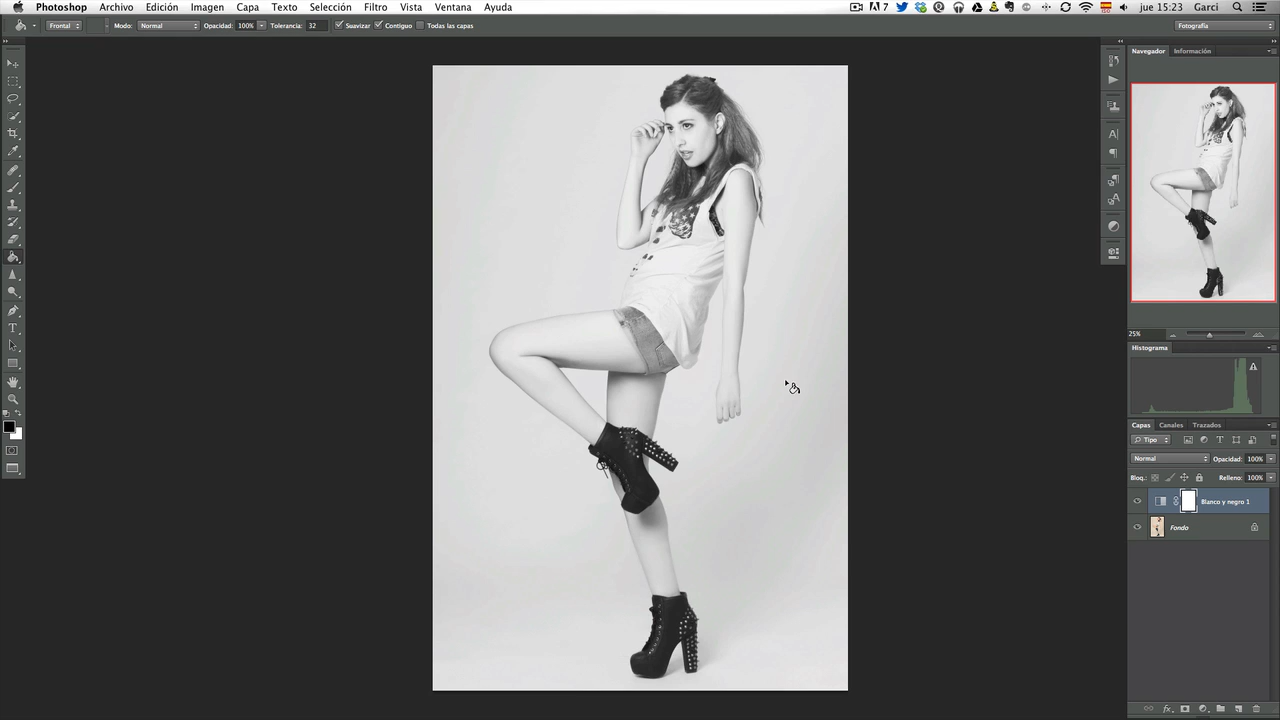 Photoshop Archivo Edición Imagen Capa Texto Selección Filtro Vista Ventana Ayuda 7 jue 15:23 Garci
Frontal Modo: Normal Opacidad: 100% Tolerancia: 32 Suavizar Contiguo Todas las capas Fotografía
Navegador Información
25%
Histograma
Capas Canales Trazados
Tipo
Normal Opacidad: 100%
Bloq.: Relleno: 100%
Blanco y negro 1
Fondo
fx